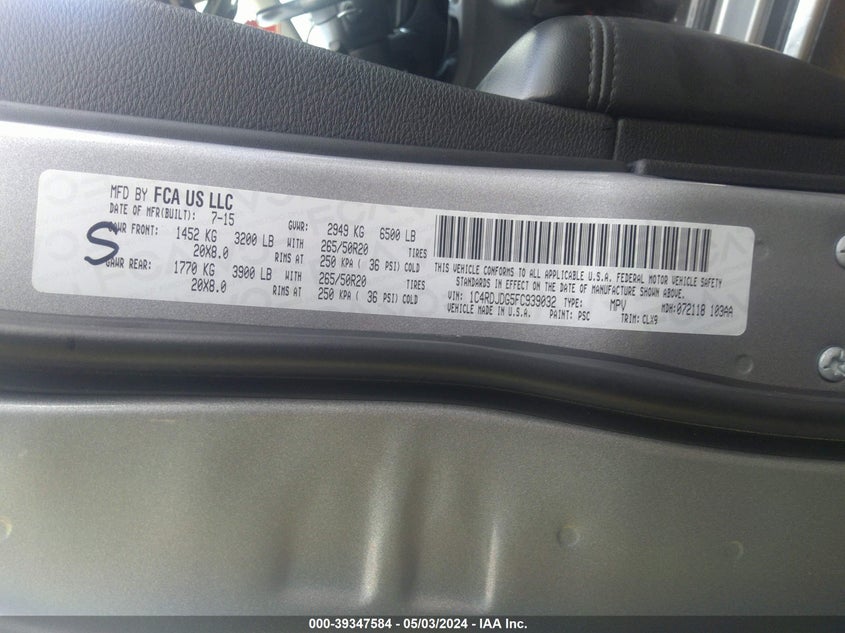 MFD BY FCA US LLC
DATE OF MFR(BUILT): 7-15 GVWR: 2949 KG 6500 LB
S
GAWR FRONT: 1452 KG 3200 LB WITH 265/50R20 TIRES
20X8.0 RIMS AT 250 KPA ( 36 PSI) COLD
GAWR REAR: 1770 KG 3900 LB WITH 265/50R20 TIRES
20X8.0 RIMS AT 250 KPA ( 36 PSI) COLD
THIS VEHICLE CONFORMS TO ALL APPLICABLE U.S.A. FEDERAL MOTOR VEHICLE SAFETY
STANDARDS IN EFFECT ON THE DATE OF MANUFACTURE SHOWN ABOVE.
VIN: 1C4RDJDG5FC939032 TYPE: MPV MDH:072118 103AA
VEHICLE MADE IN U.S.A. PAINT: PSC TRIM: CLX9
000-39347584 - 05/03/2024 - IAA Inc.